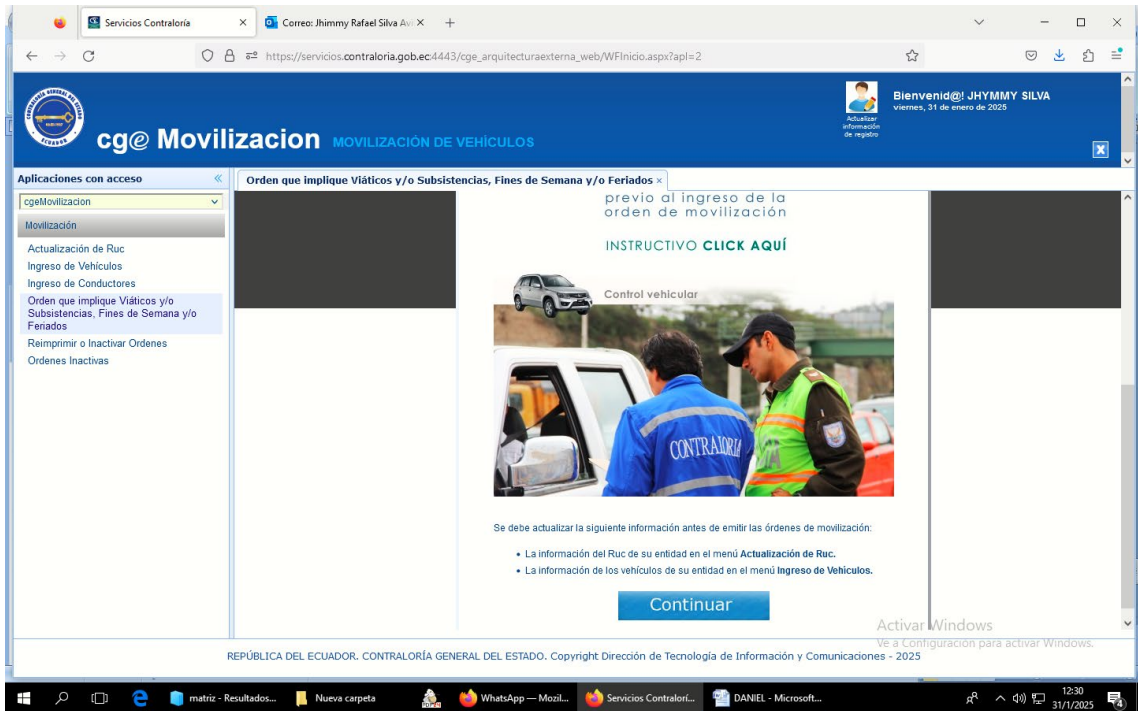 Servicios Contraloría
Correo: Jhimmy Rafael Silva Avi
https://servicios.contraloria.gob.ec:4443/cge_arquitecturaexterna_web/WFInicio.aspx?apl=2
CONTRALORÍA GENERAL DEL ESTADO
ECUADOR
cg@ Movilizacion MOVILIZACIÓN DE VEHÍCULOS
Actualizar
información
de registro
Bienvenid@! JHYMMY SILVA
viernes, 31 de enero de 2025
X
Aplicaciones con acceso
cgeMovilizacion
Movilización
Actualización de Ruc
Ingreso de Vehículos
Ingreso de Conductores
Orden que implique Viáticos y/o
Subsistencias, Fines de Semana y/o
Feriados
Reimprimir o Inactivar Ordenes
Ordenes Inactivas
Orden que implique Viáticos y/o Subsistencias, Fines de Semana y/o Feriados ×
previo al ingreso de la
orden de movilización
INSTRUCTIVO CLICK AQUÍ
Control vehicular
CONTRALORIA
Se debe actualizar la siguiente información antes de emitir las órdenes de movilización:
• La información del Ruc de su entidad en el menú Actualización de Ruc.
• La información de los vehículos de su entidad en el menú Ingreso de Vehiculos.
Continuar
Activar Windows
Ve a Configuración para activar Windows.
REPÚBLICA DEL ECUADOR. CONTRALORÍA GENERAL DEL ESTADO. Copyright Dirección de Tecnología de Información y Comunicaciones - 2025
matriz - Resultados...
Nueva carpeta
WhatsApp — Mozil...
Servicios Contralorí...
DANIEL - Microsoft...
12:30
31/1/2025
4